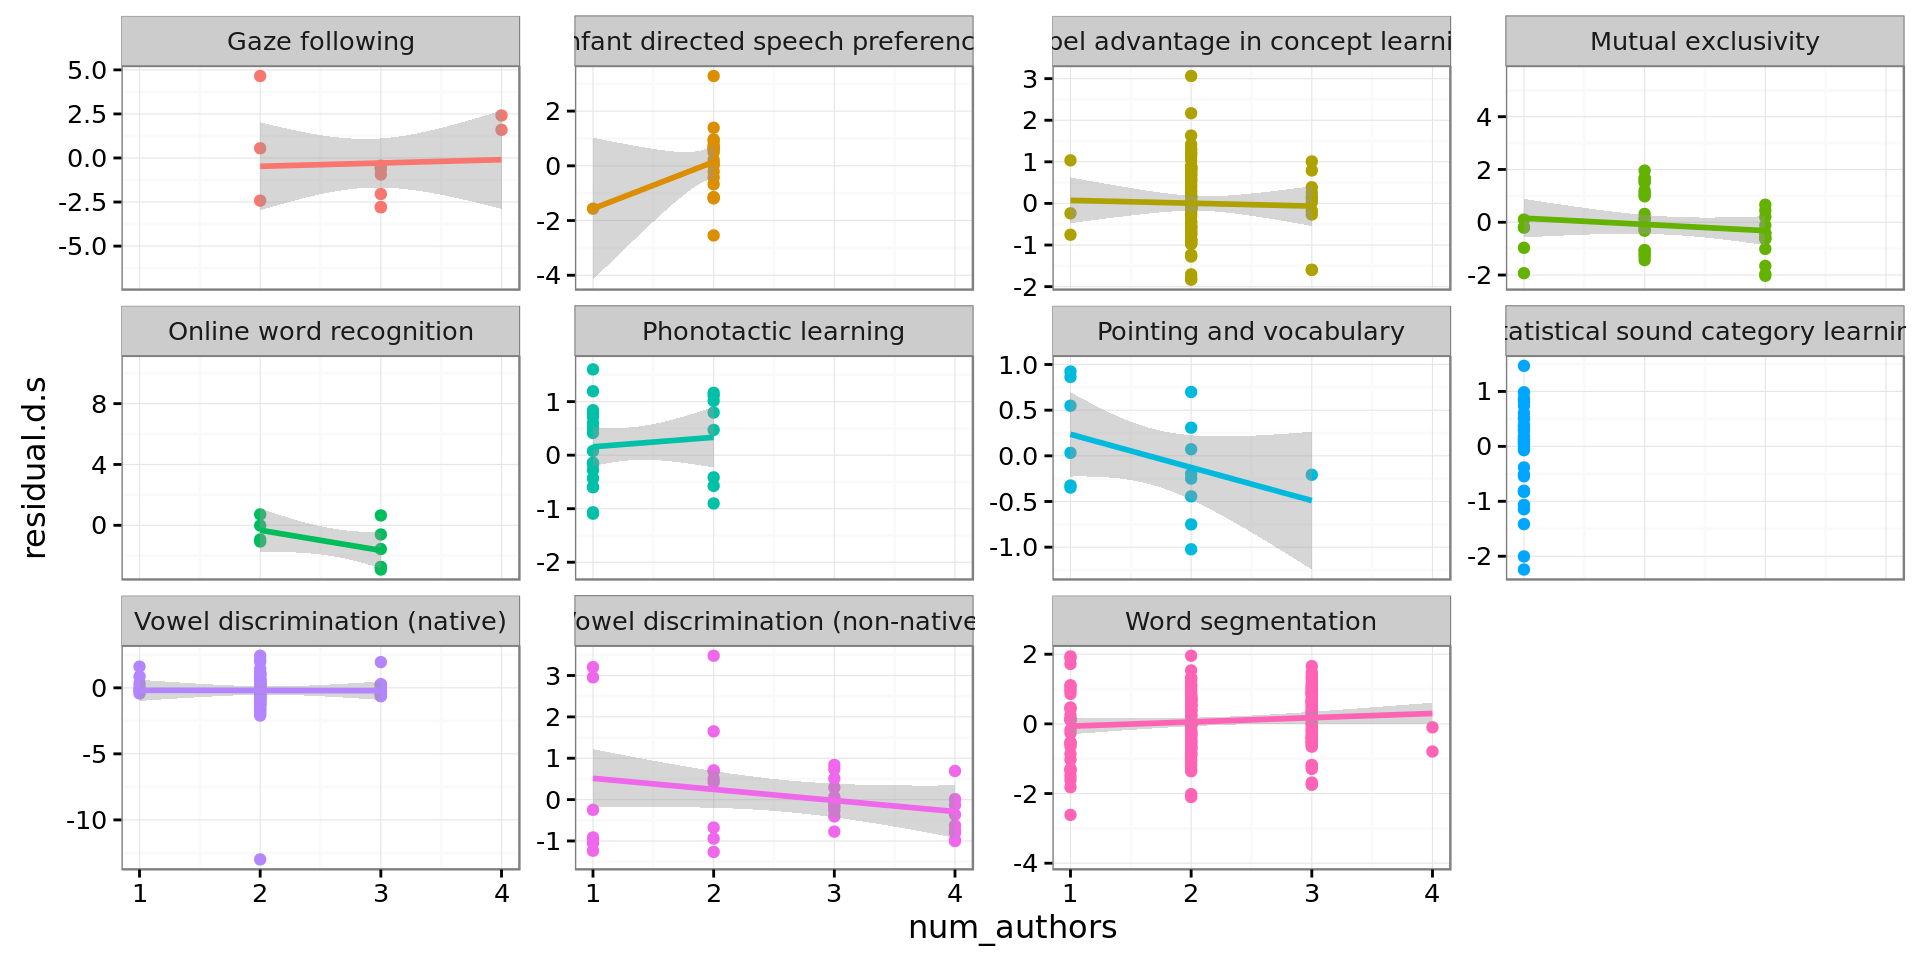 Gaze following
nfant directed speech preferenc
bel advantage in concept learni
Mutual exclusivity
5.0
2.5
0.0
-2.5
-5.0
2
0
-2
-4
3
2
1
0
-1
-2
4
2
0
-2
Online word recognition
Phonotactic learning
Pointing and vocabulary
tatistical sound category learnin
8
4
0
1
0
-1
-2
1.0
0.5
0.0
-0.5
-1.0
1
0
-1
-2
Vowel discrimination (native)
owel discrimination (non-native
Word segmentation
0
-5
-10
3
2
1
0
-1
2
0
-2
-4
1 2 3 4
1 2 3 4
1 2 3 4
num_authors
residual.d.s